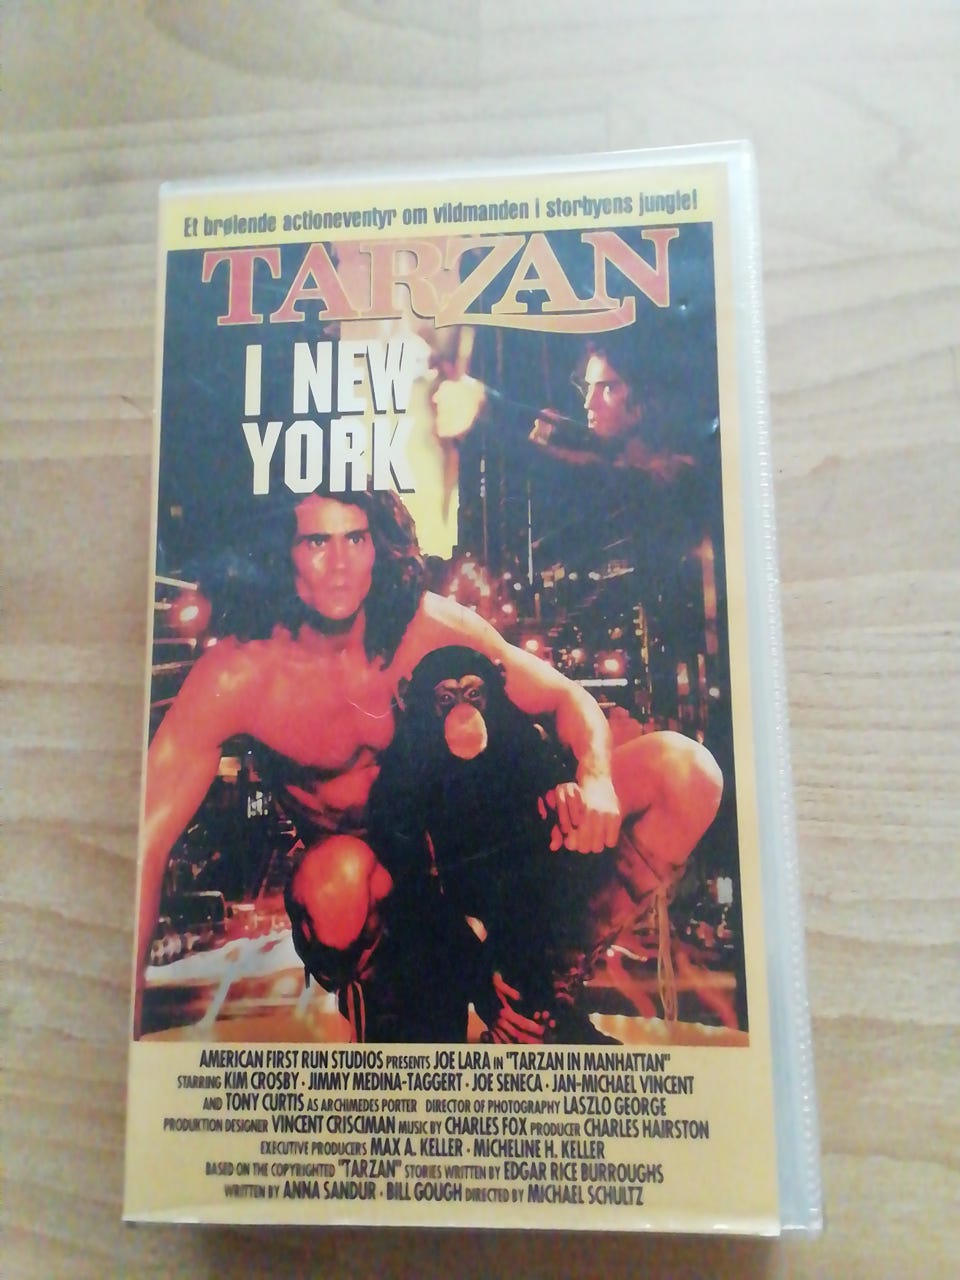 Et brølende actioneventyr om vildmanden i storbyens jungle!
TARZAN
I NEW
YORK
AMERICAN FIRST RUN STUDIOS PRESENTS JOE LARA IN "TARZAN IN MANHATTAN"
STARRING KIM CROSBY · JIMMY MEDINA-TAGGERT · JOE SENECA · JAN-MICHAEL VINCENT
AND TONY CURTIS AS ARCHIMEDES PORTER DIRECTOR OF PHOTOGRAPHY LASZLO GEORGE
PRODUKTION DESIGNER VINCENT CRISCIMAN MUSIC BY CHARLES FOX PRODUCER CHARLES HAIRSTON
EXECUTIVE PRODUCERS MAX A. KELLER · MICHELINE H. KELLER
BASED ON THE COPYRIGHTED "TARZAN" STORIES WRITTEN BY EDGAR RICE BURROUGHS
WRITTEN BY ANNA SANDUR · BILL GOUGH DIRECTED BY MICHAEL SCHULTZ